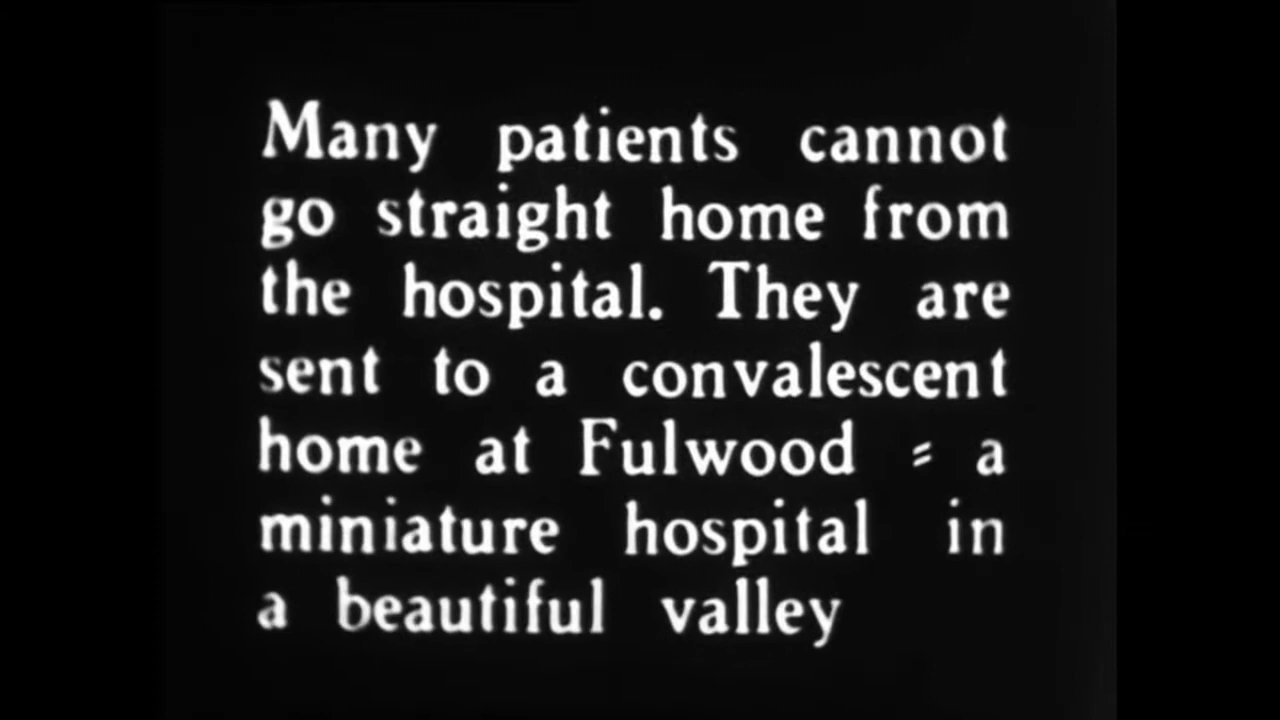 Many patients cannot
go straight home from
the hospital. They are
sent to a convalescent
home at Fulwood = a
miniature hospital in
a beautiful valley